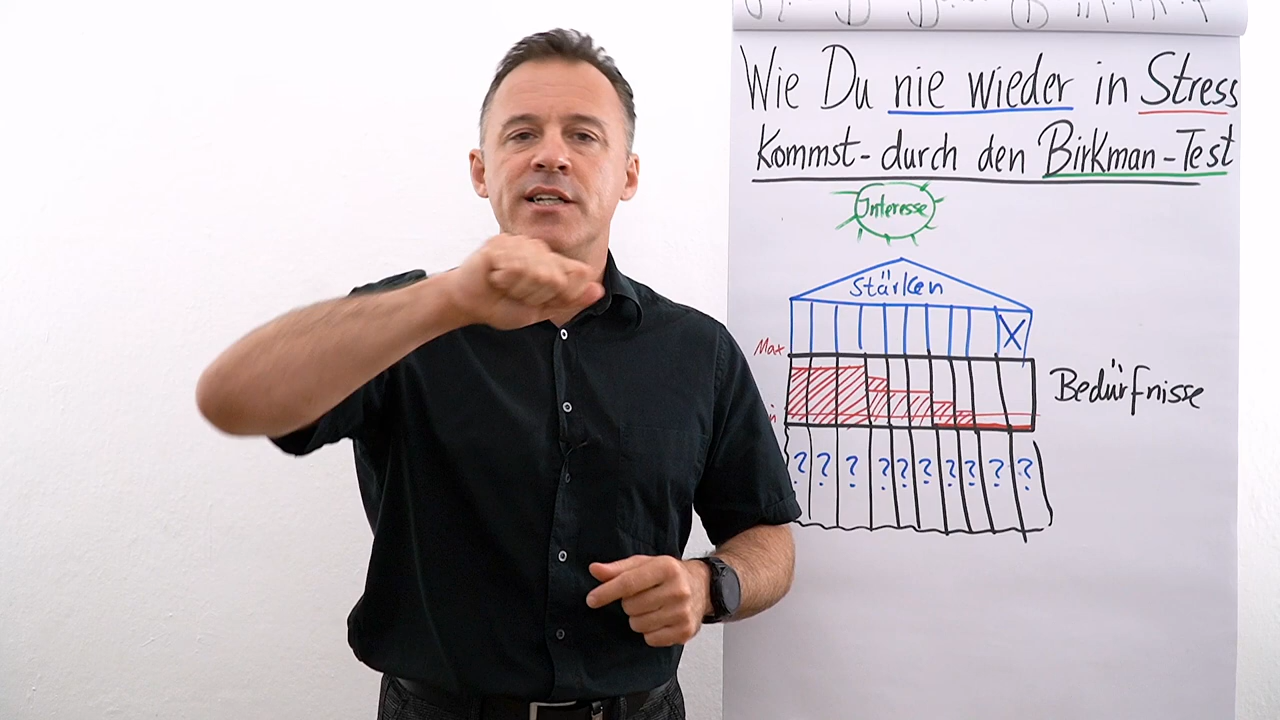 Wie Du nie wieder in Stress
Kommst - durch den Birkman-Test
Interesse
Stärken
X
Max
Bedürfnisse
? ? ? ? ? ? ? ? ? ?